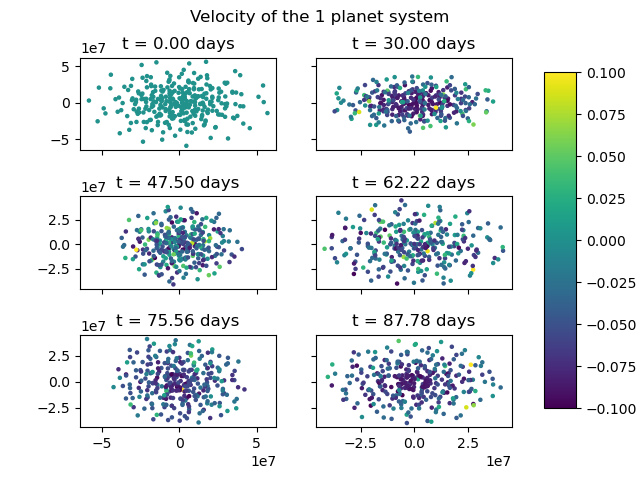 Velocity of the 1 planet system
1e7
t = 0.00 days
t = 30.00 days
5
0
−5
1e7
t = 47.50 days
t = 62.22 days
2.5
0.0
−2.5
1e7
t = 75.56 days
t = 87.78 days
2.5
0.0
−2.5
−5
0
5
1e7
−2.5
0.0
2.5
1e7
0.100
0.075
0.050
0.025
0.000
−0.025
−0.050
−0.075
−0.100